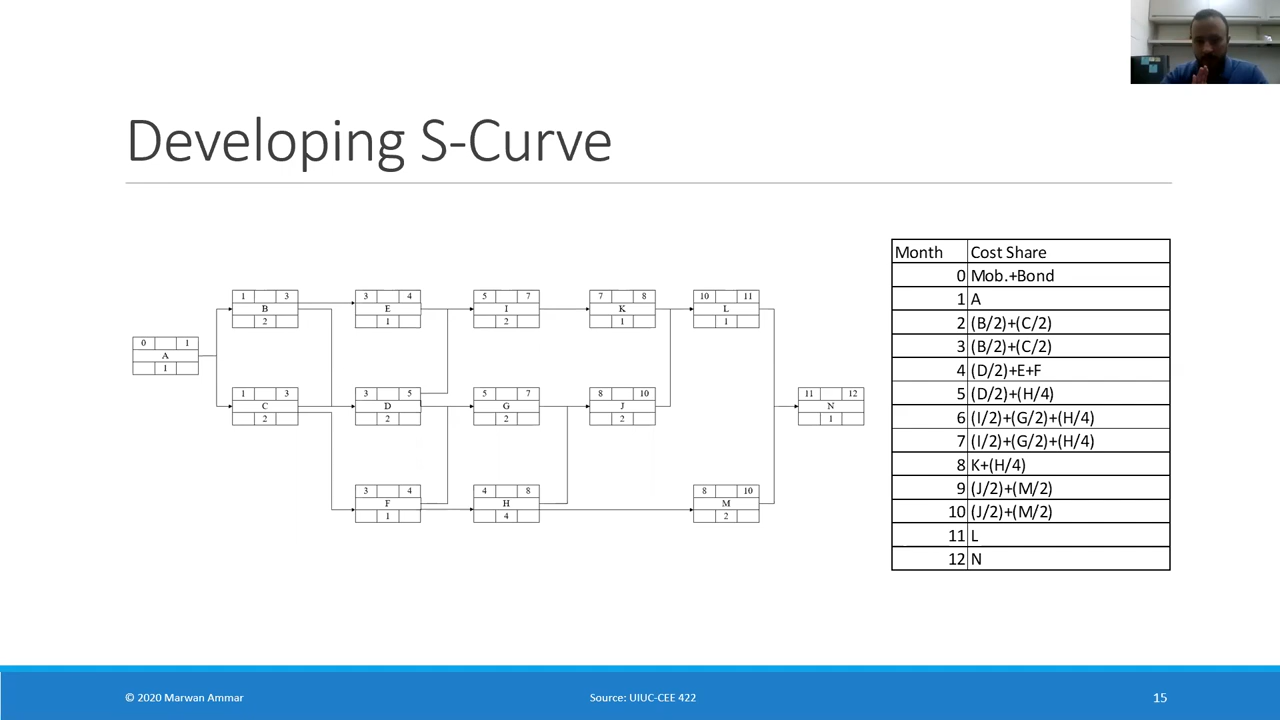 Developing S-Curve
1 3
B
2
3 4
E
1
5 7
I
2
7 8
K
1
10 11
L
1
0 1
A
1
1 3
C
2
3 5
D
2
5 7
G
2
8 10
J
2
11 12
N
1
3 4
F
1
4 8
H
4
8 10
M
2
Month Cost Share
0 Mob.+Bond
1 A
2 (B/2)+(C/2)
3 (B/2)+(C/2)
4 (D/2)+E+F
5 (D/2)+(H/4)
6 (I/2)+(G/2)+(H/4)
7 (I/2)+(G/2)+(H/4)
8 K+(H/4)
9 (J/2)+(M/2)
10 (J/2)+(M/2)
11 L
12 N
© 2020 Marwan Ammar Source: UIUC-CEE 422 15